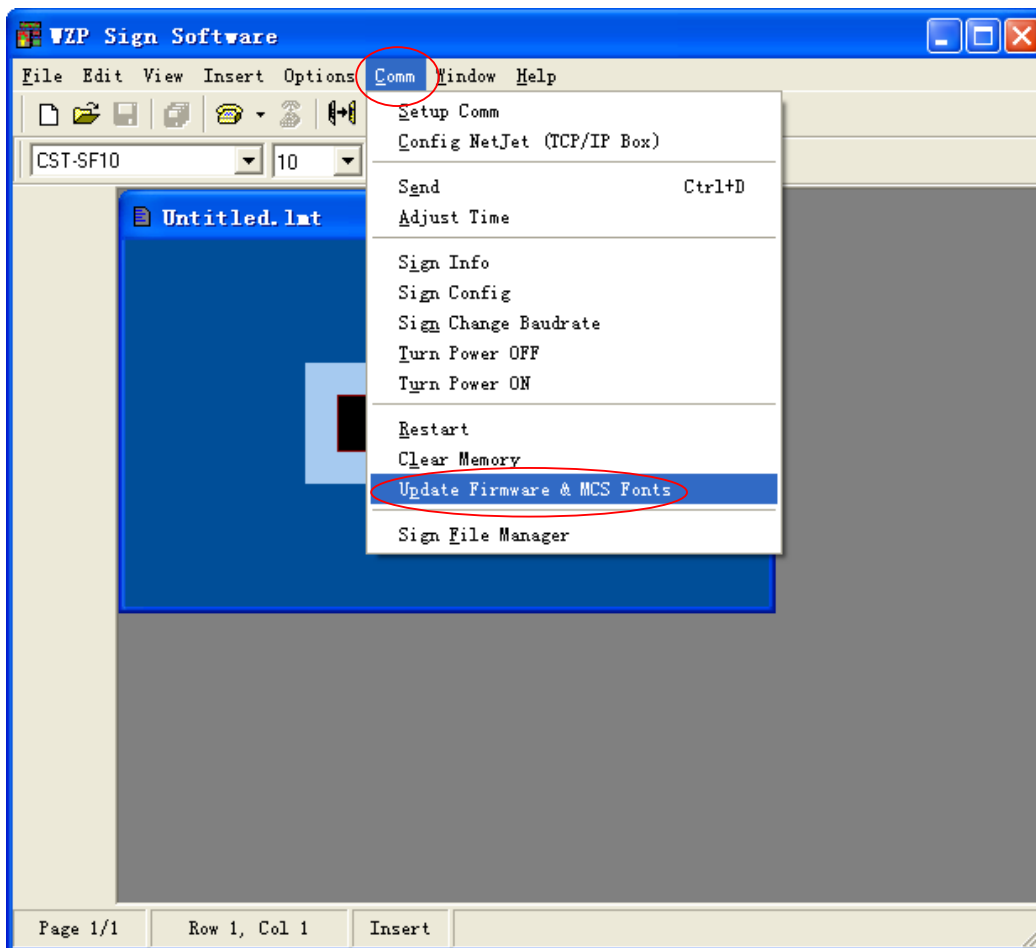 WZP Sign Software
File Edit View Insert Options Comm Window Help
CST-SF10 10
Untitled.lmt
Setup Comm
Config NetJet (TCP/IP Box)
Send Ctrl+D
Adjust Time
Sign Info
Sign Config
Sign Change Baudrate
Turn Power OFF
Turn Power ON
Restart
Clear Memory
Update Firmware & MCS Fonts
Sign File Manager
Page 1/1 Row 1, Col 1 Insert